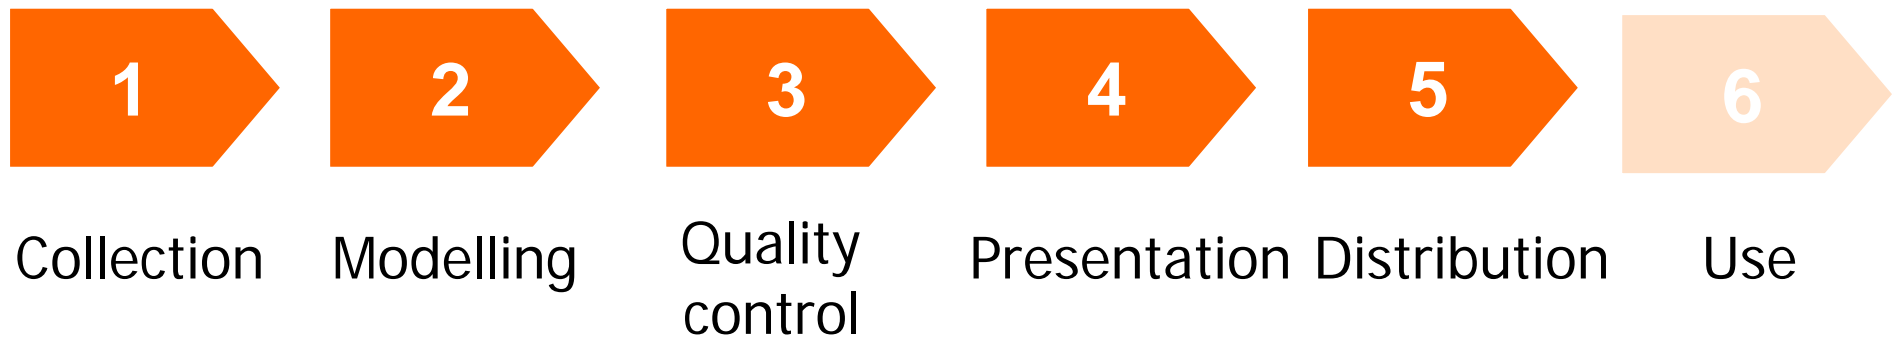 1 2 3 4 5 6
Collection Modelling Quality control Presentation Distribution Use